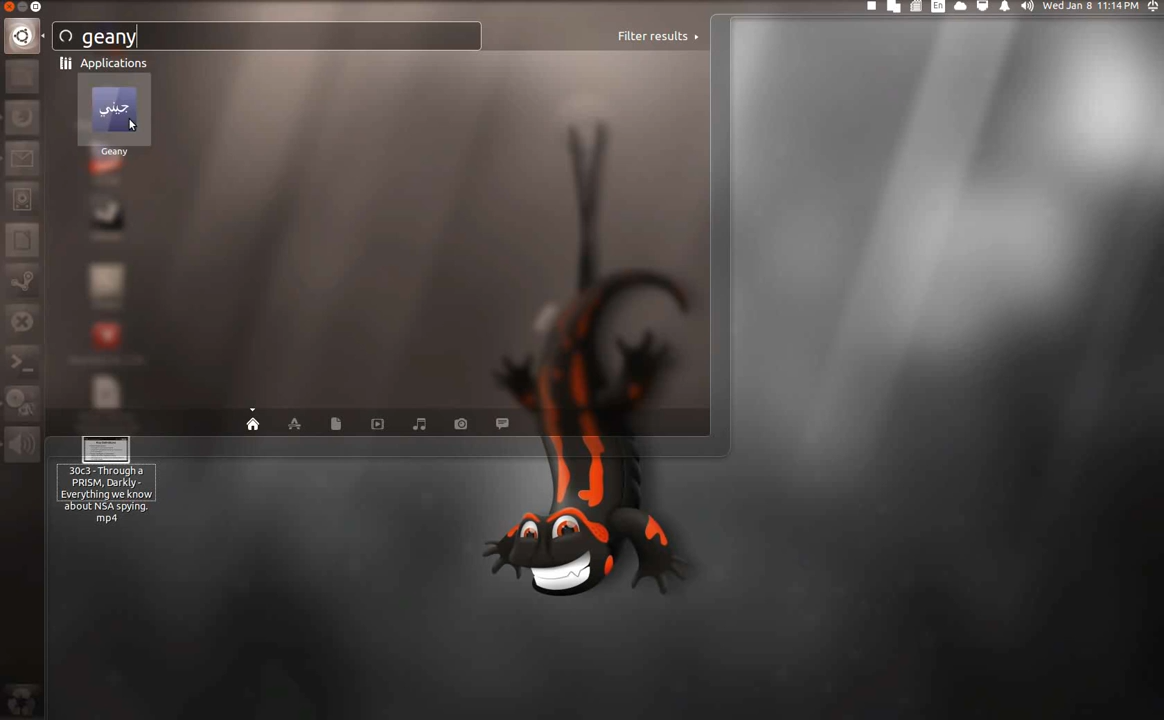 En
Wed Jan 8 11:14 PM
geany
Filter results
Applications
جيني
Geany
30c3 - Through a
PRISM, Darkly -
Everything we know
about NSA spying.
mp4